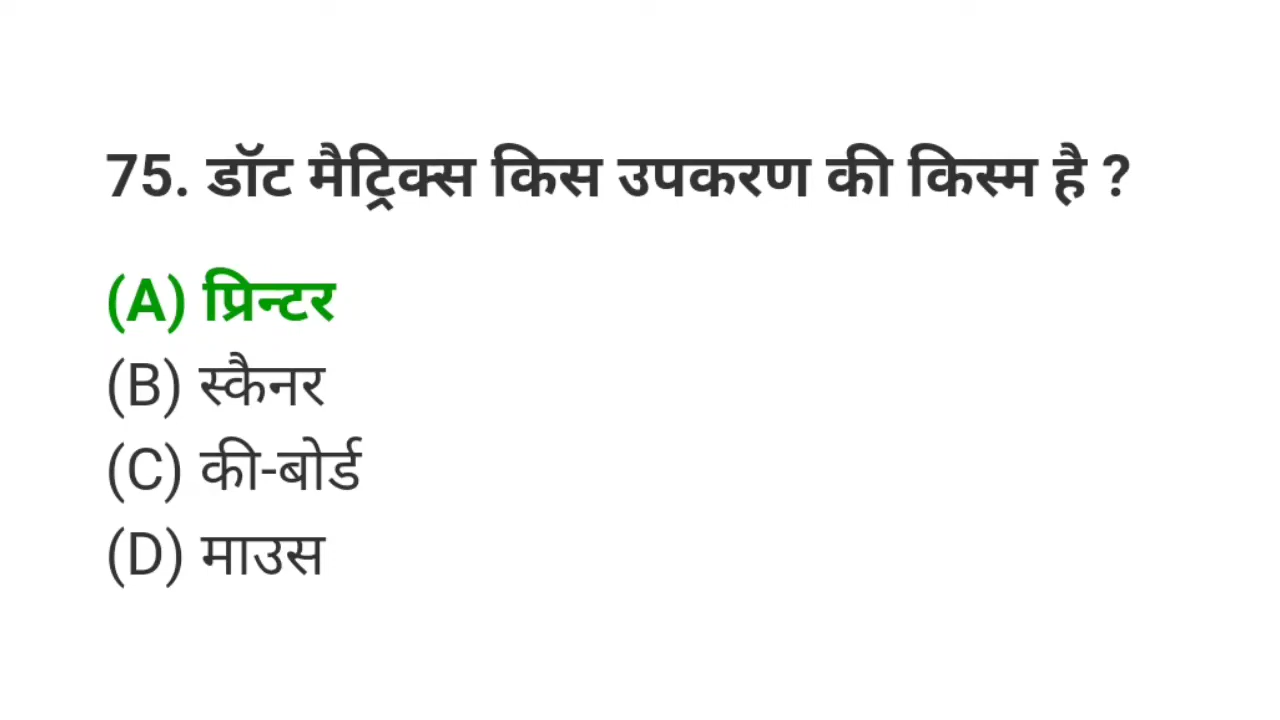 75. डॉट मैट्रिक्स किस उपकरण की किस्म है ?
(A) प्रिन्टर
(B) स्कैनर
(C) की-बोर्ड
(D) माउस